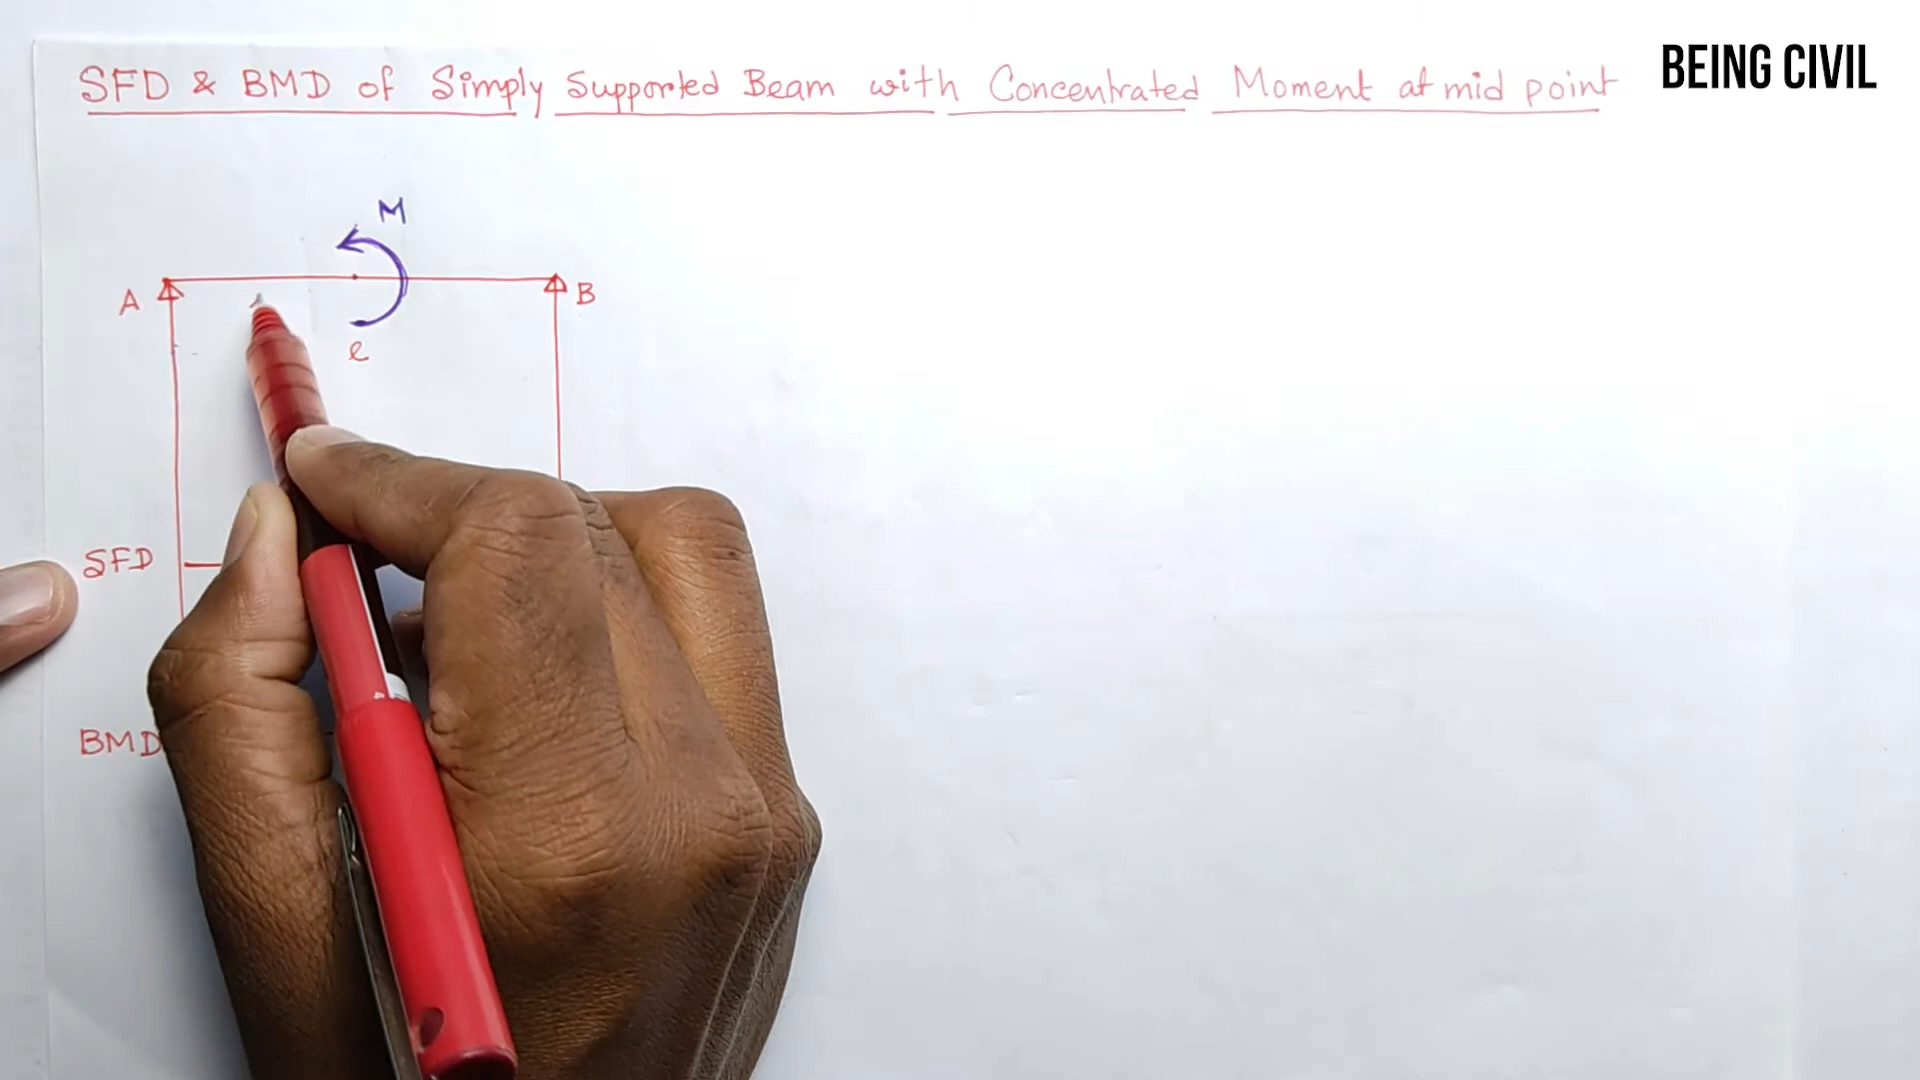 SFD & BMD of Simply Supported Beam with Concentrated Moment at mid point
BEING CIVIL
M
A
B
l
SFD
BMD